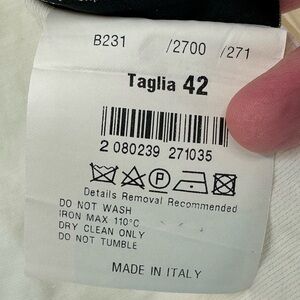 B231 /2700 /271
Taglia 42
2 080239 271035
P
Details Removal Recommended
DO NOT WASH
IRON MAX 110°C
DRY CLEAN ONLY
DO NOT TUMBLE
MADE IN ITALY